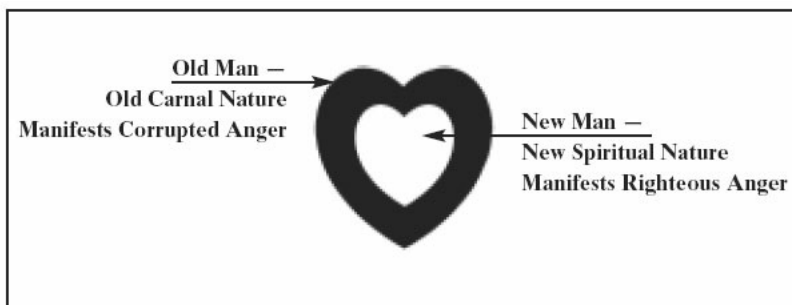 Old Man —
Old Carnal Nature
Manifests Corrupted Anger
New Man —
New Spiritual Nature
Manifests Righteous Anger